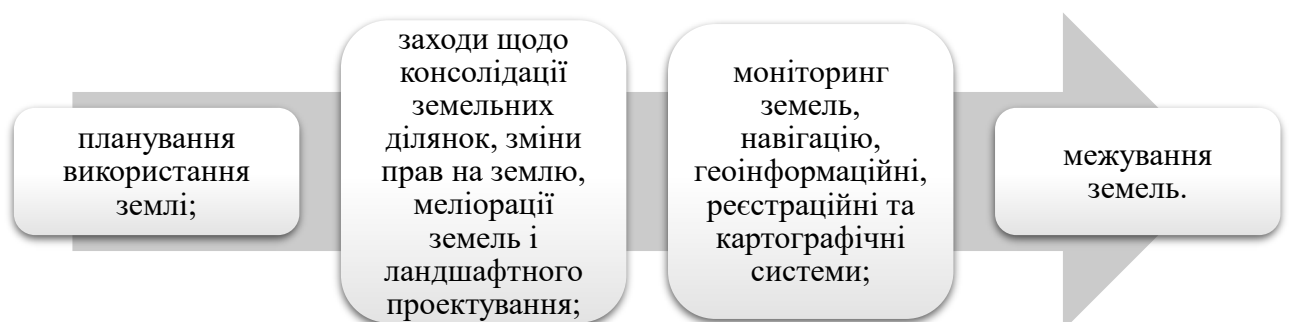 планування
використання
землі;
заходи щодо
консолідації
земельних
ділянок, зміни
прав на землю,
меліорації
земель і
ландшафтного
проектування;
моніторинг
земель,
навігацію,
геоінформаційні,
реєстраційні та
картографічні
системи;
межування
земель.